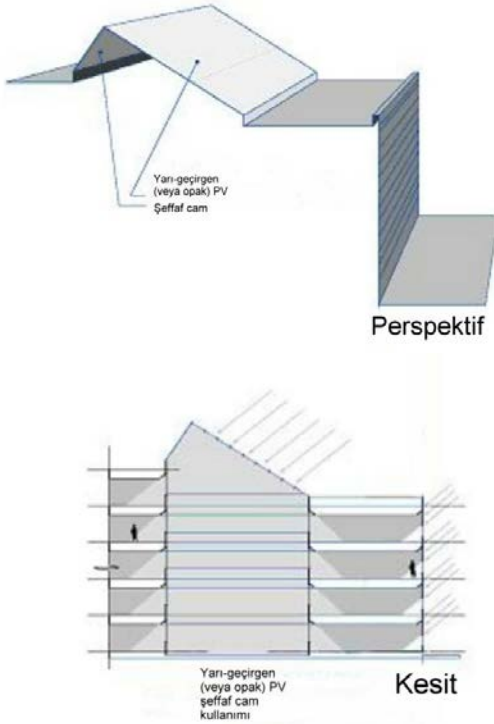 Yarı-geçirgen
(veya opak) PV
Şeffaf cam
Perspektif
Yarı-geçirgen
(veya opak) PV
şeffaf cam
kullanımı
Kesit